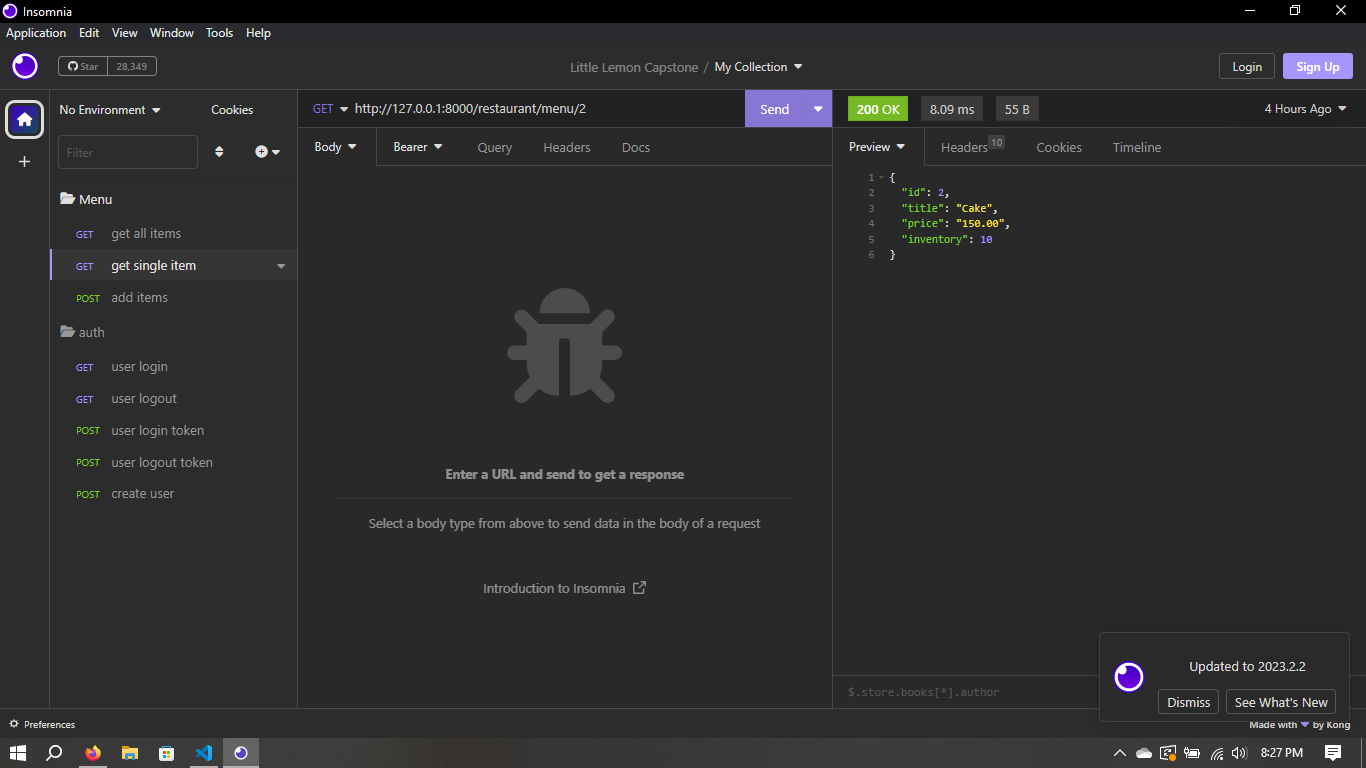 Insomnia
Application Edit View Window Tools Help
Star 28,349
Little Lemon Capstone / My Collection
Login Sign Up
No Environment Cookies
Filter
Menu
GET get all items
GET get single item
POST add items
auth
GET user login
GET user logout
POST user login token
POST user logout token
POST create user
GET http://127.0.0.1:8000/restaurant/menu/2 Send
Body Bearer Query Headers Docs
Enter a URL and send to get a response
Select a body type from above to send data in the body of a request
Introduction to Insomnia
200 OK 8.09 ms 55 B 4 Hours Ago
Preview Headers 10 Cookies Timeline
1 {
2 "id": 2,
3 "title": "Cake",
4 "price": "150.00",
5 "inventory": 10
6 }
$.store.books[*].author
Updated to 2023.2.2
Dismiss See What's New
Preferences
Made with ♥ by Kong
8:27 PM